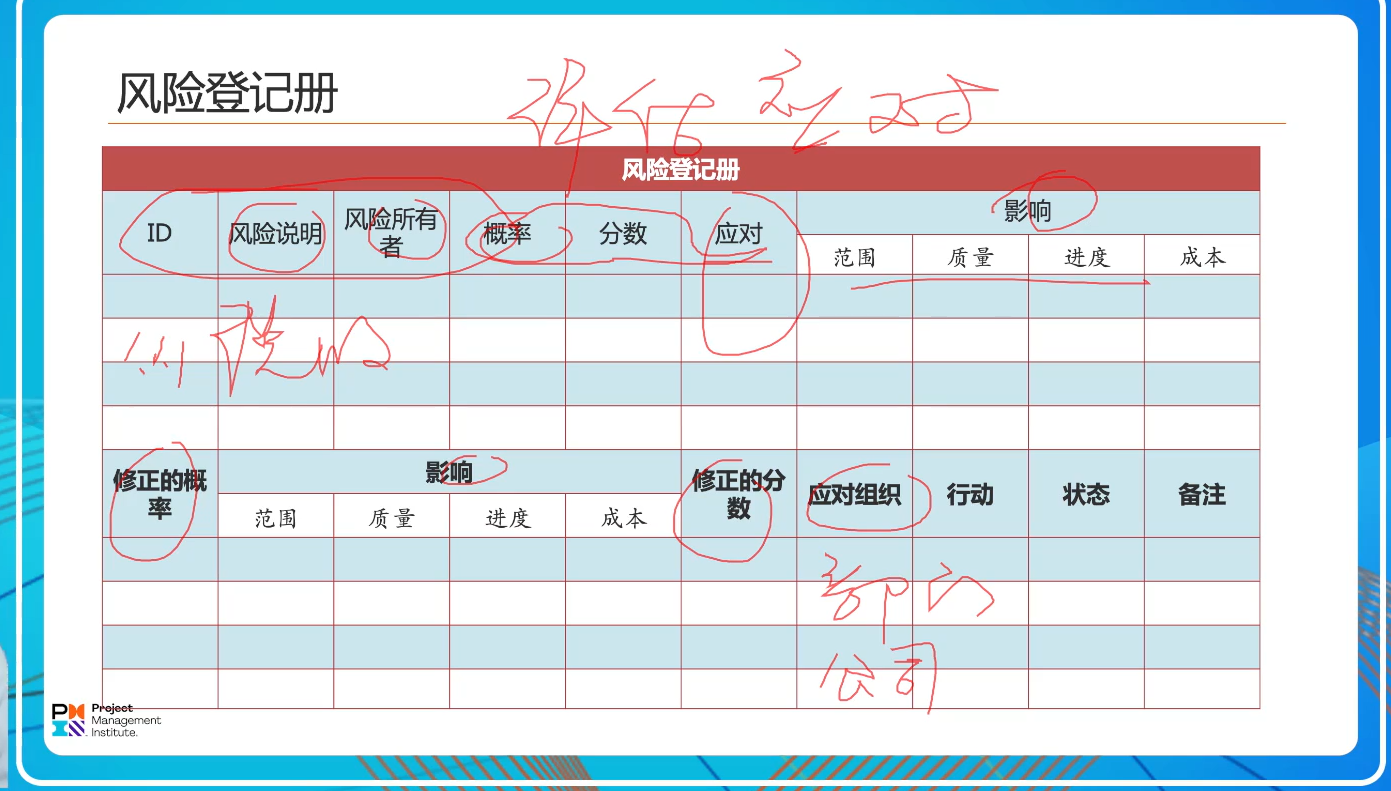 风险登记册
评估 应对
风险登记册
ID 风险说明 风险所有者 概率 分数 应对 影响
范围 质量 进度 成本
修正的概率 影响 修正的分数 应对组织 行动 状态 备注
范围 质量 进度 成本
部门
公司
Project
Management
Institute.